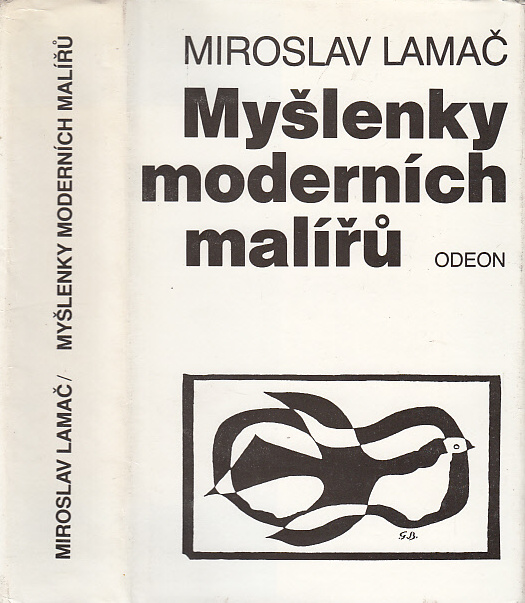 MIROSLAV LAMAČ/ MYŠLENKY MODERNÍCH MALÍŘŮ
MIROSLAV LAMAČ
Myšlenky
moderních
malířů
ODEON
G.B.